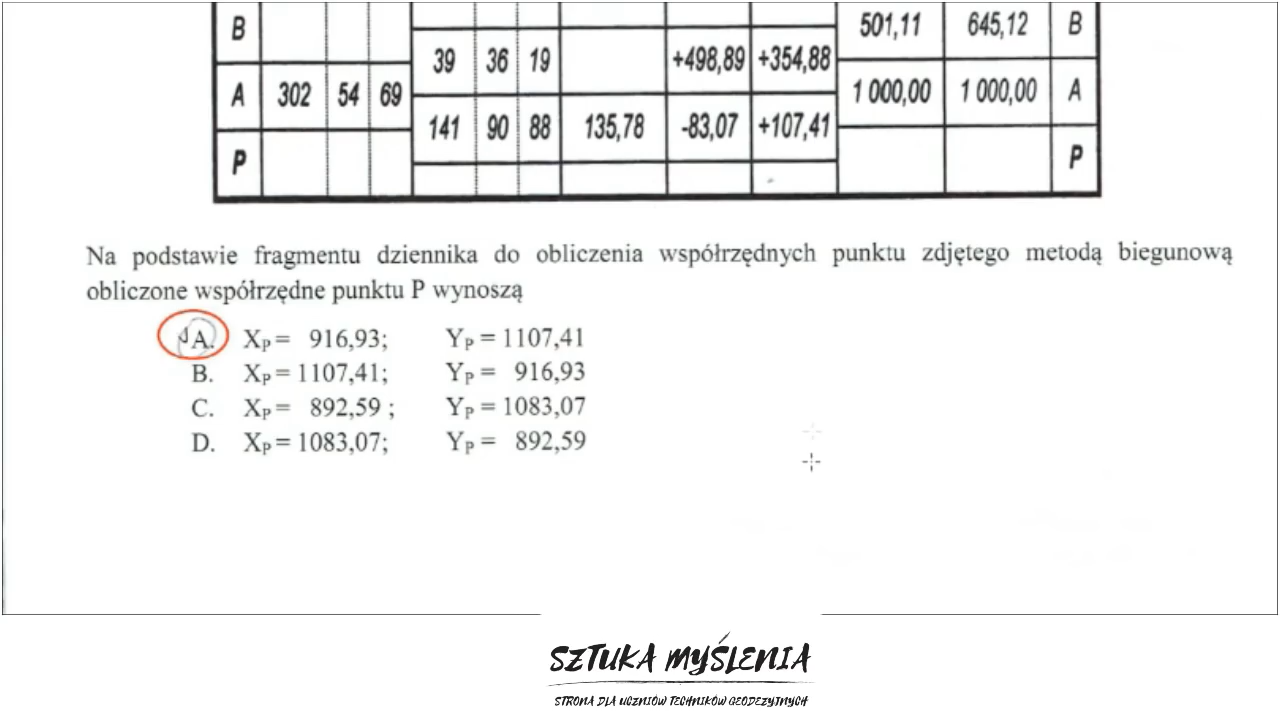 B 501,11 645,12 B
39 36 19 +498,89 +354,88
A 302 54 69 1 000,00 1 000,00 A
141 90 88 135,78 -83,07 +107,41
P P
Na podstawie fragmentu dziennika do obliczenia współrzędnych punktu zdjętego metodą biegunową
obliczone współrzędne punktu P wynoszą
A. XP = 916,93; YP = 1107,41
B. XP = 1107,41; YP = 916,93
C. XP = 892,59 ; YP = 1083,07
D. XP = 1083,07; YP = 892,59
SZTUKA MYŚLENIA
STRONA DLA UCZNIÓW TECHNIKÓW GEODEZYJNYCH